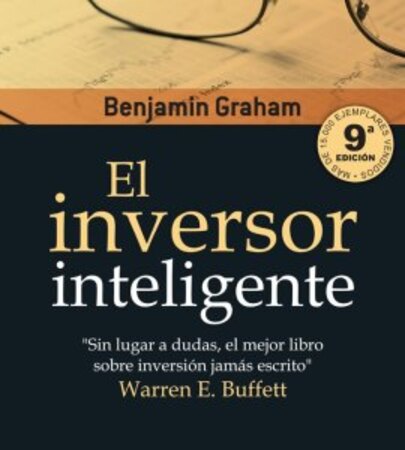 Benjamin Graham
MÁS DE 15.000 EJEMPLARES VENDIDOS •
9ª
EDICIÓN
El
inversor
inteligente
"Sin lugar a dudas, el mejor libro
sobre inversión jamás escrito"
Warren E. Buffett